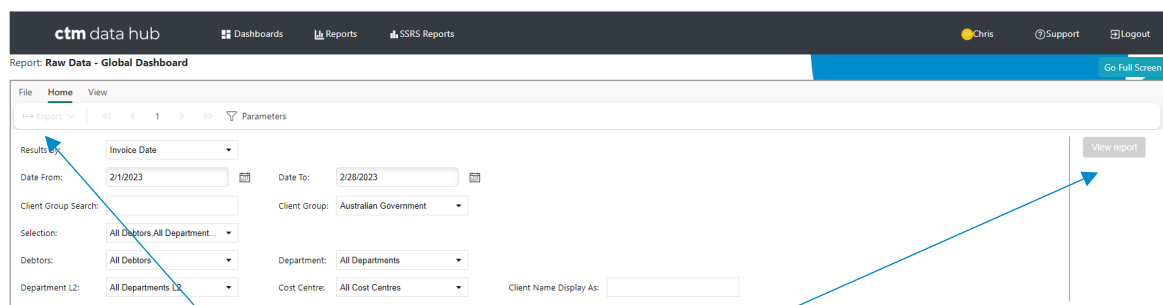 ctm data hub Dashboards Reports SSRS Reports Chris Support Logout
Report: Raw Data - Global Dashboard Go Full Screen
File Home View
Export 1 Parameters
Results By: Invoice Date View report
Date From: 2/1/2023 Date To: 2/28/2023
Client Group Search: Client Group: Australian Government
Selection: All Debtors,All Department...
Debtors: All Debtors Department: All Departments
Department L2: All Departments L2 Cost Centre: All Cost Centres Client Name Display As: